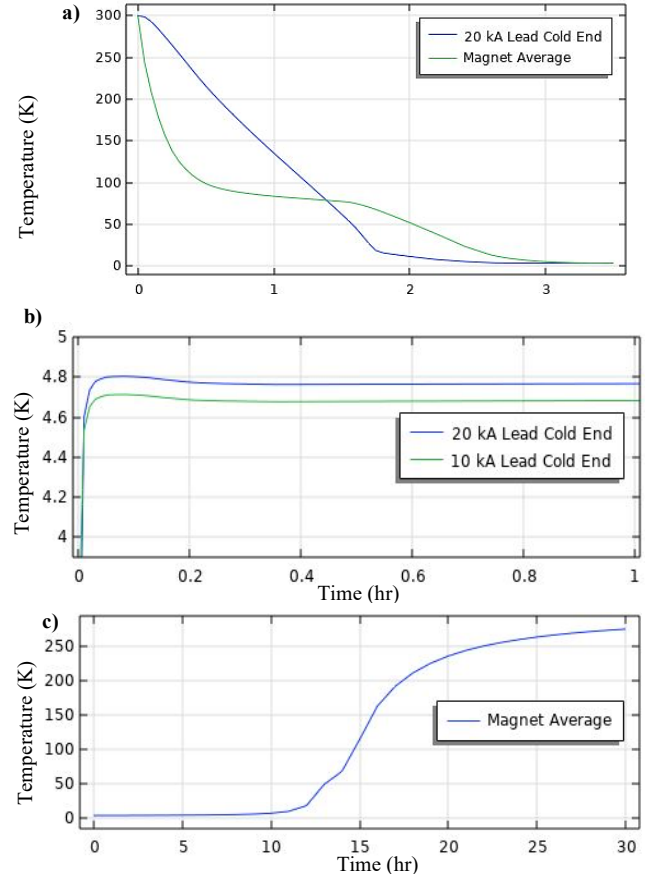 a)
Temperature (K)
300
250
200
150
100
50
0
20 kA Lead Cold End
Magnet Average
0 1 2 3
b)
Temperature (K)
5
4.8
4.6
4.4
4.2
4
20 kA Lead Cold End
10 kA Lead Cold End
0 0.2 0.4 0.6 0.8 1
Time (hr)
c)
Temperature (K)
250
200
150
100
50
0
Magnet Average
0 5 10 15 20 25 30
Time (hr)